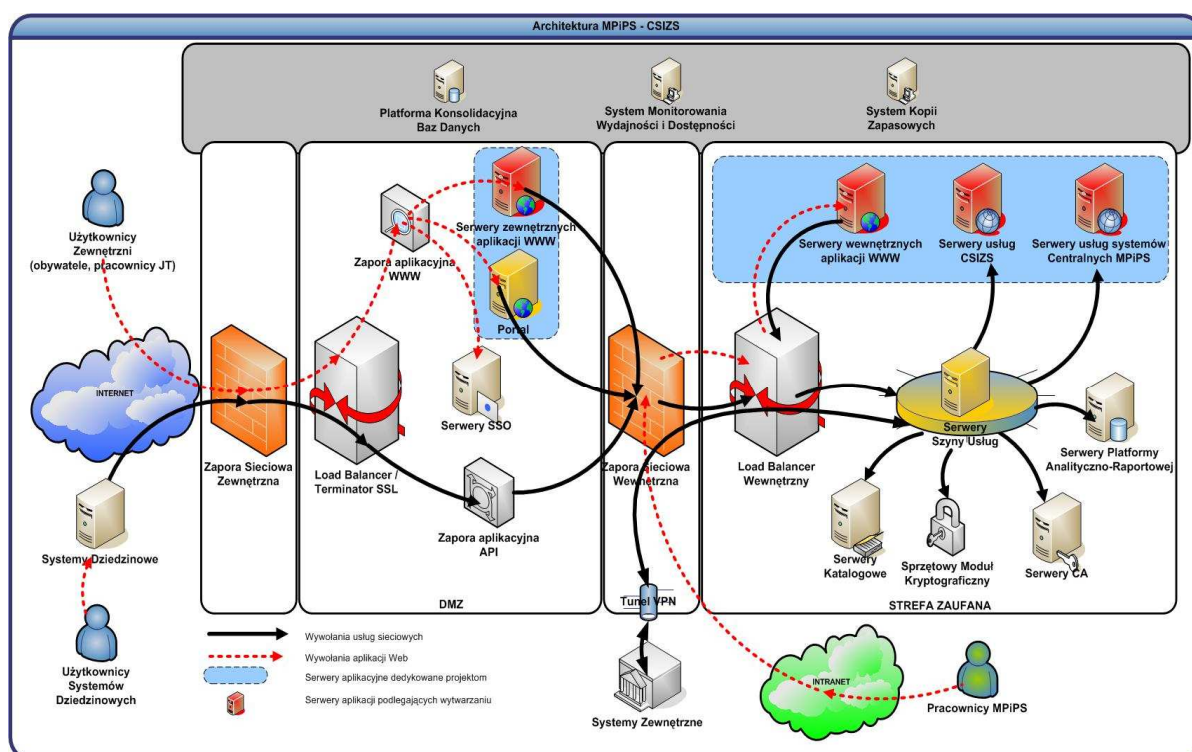 Architektura MPiPS - CSIZS
Platforma Konsolidacyjna
Baz Danych
System Monitorowania
Wydajności i Dostępności
System Kopii
Zapasowych
Użytkownicy
Zewnętrzni
(obywatele, pracownicy JT)
Zapora aplikacyjna
WWW
Serwery zewnętrznych
aplikacji WWW
Portal
Serwery wewnętrznych
aplikacji WWW
Serwery usług
CSIZS
Serwery usług systemów
Centralnych MPiPS
INTERNET
Serwery SSO
Serwery
Szyny Usług
Serwery Platformy
Analityczno-Raportowej
Zapora Sieciowa
Zewnętrzna
Load Balancer /
Terminator SSL
Zapora Sieciowa
Wewnętrzna
Load Balancer
Wewnętrzny
Zapora aplikacyjna
API
Systemy Dziedzinowe
Serwery
Katalogowe
Sprzętowy Moduł
Kryptograficzny
Serwery CA
DMZ
Tunel VPN
STREFA ZAUFANA
Użytkownicy
Systemów
Dziedzinowych
Wywołania usług sieciowych
Wywołania aplikacji Web
Serwery aplikacyjne dedykowane projektom
Serwery aplikacji podlegających wytwarzaniu
Systemy Zewnętrzne
INTRANET
Pracownicy MPiPS